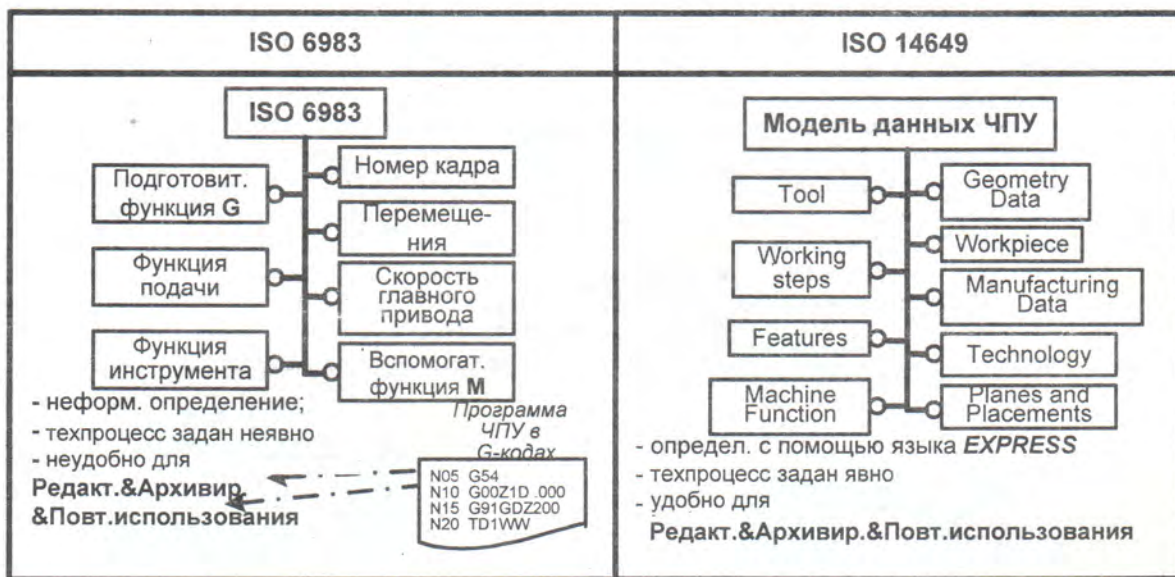 ISO 6983
ISO 14649
ISO 6983
Подготовит.
функция G
Номер кадра
Перемеще-
ния
Функция
подачи
Скорость
главного
привода
Функция
инструмента
Вспомогат.
функция M
- неформ. определение;
- техпроцесс задан неявно
- неудобно для
Редакт.&Архивир
&Повт.использования
Программа
ЧПУ в
G-кодах
N05 G54
N10 G00Z1D .000
N15 G91GDZ200
N20 TD1WW
Модель данных ЧПУ
Tool
Geometry
Data
Workpiece
Working
steps
Manufacturing
Data
Features
Technology
Machine
Function
Planes and
Placements
- определ. с помощью языка EXPRESS
- техпроцесс задан явно
- удобно для
Редакт.&Архивир.&Повт.использования